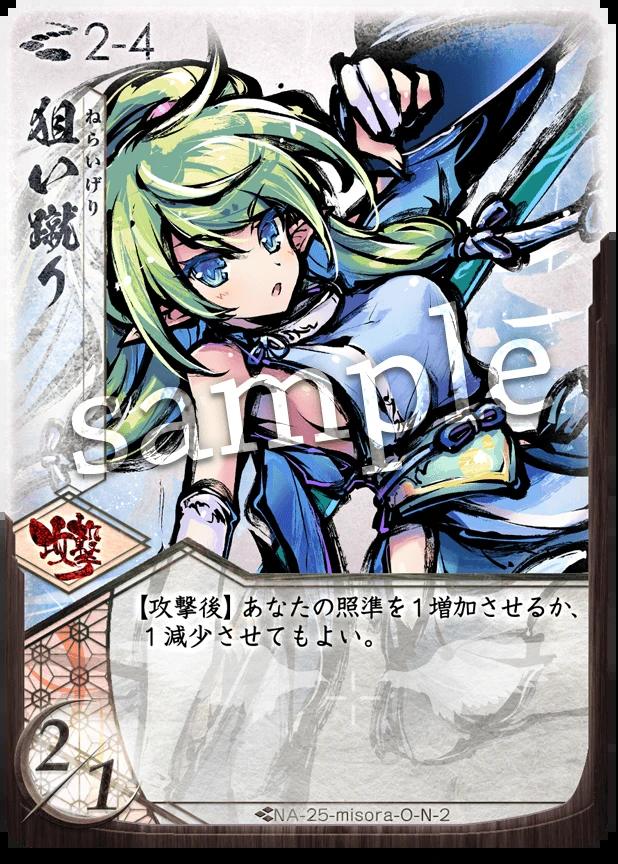 2-4
狙い蹴り
ねらいげり
sample
攻撃
【攻撃後】あなたの照準を1増加させるか、
1減少させてもよい。
2/1
NA-25-misora-O-N-2